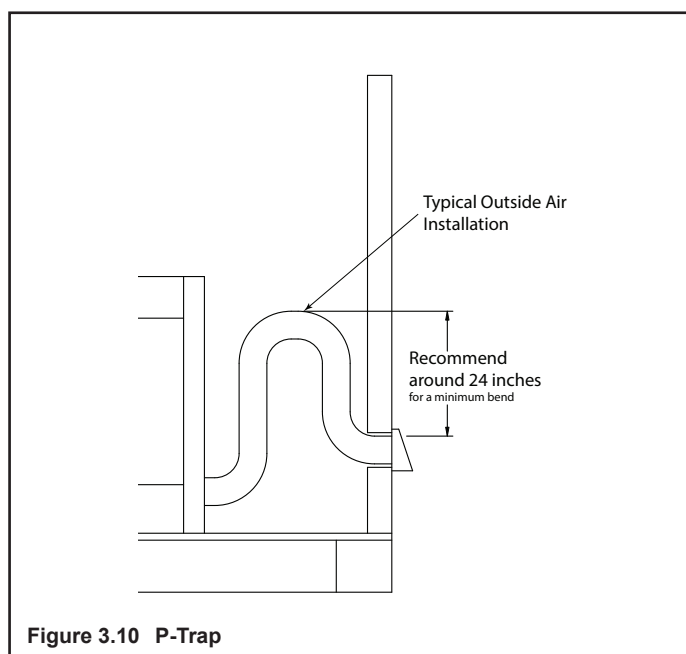 Typical Outside Air
Installation
Recommend
around 24 inches
for a minimum bend
Figure 3.10 P-Trap